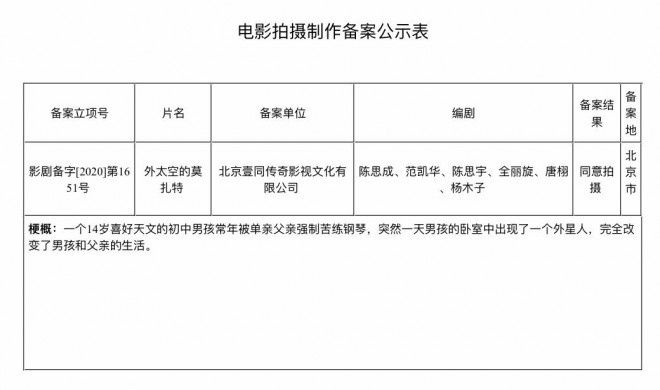 电影拍摄制作备案公示表
备案立项号
片名
备案单位
编剧
备案结
果
备
案
地
影剧备字[2020]第16
51号
外太空的莫
扎特
北京壹同传奇影视文化有
限公司
陈思成、范凯华、陈思宇、全丽旋、唐栩
、杨木子
同意拍
摄
北
京
市
梗概：一个14岁喜好天文的初中男孩常年被单亲父亲强制苦练钢琴，突然一天男孩的卧室中出现了一个外星人，完全改
变了男孩和父亲的生活。